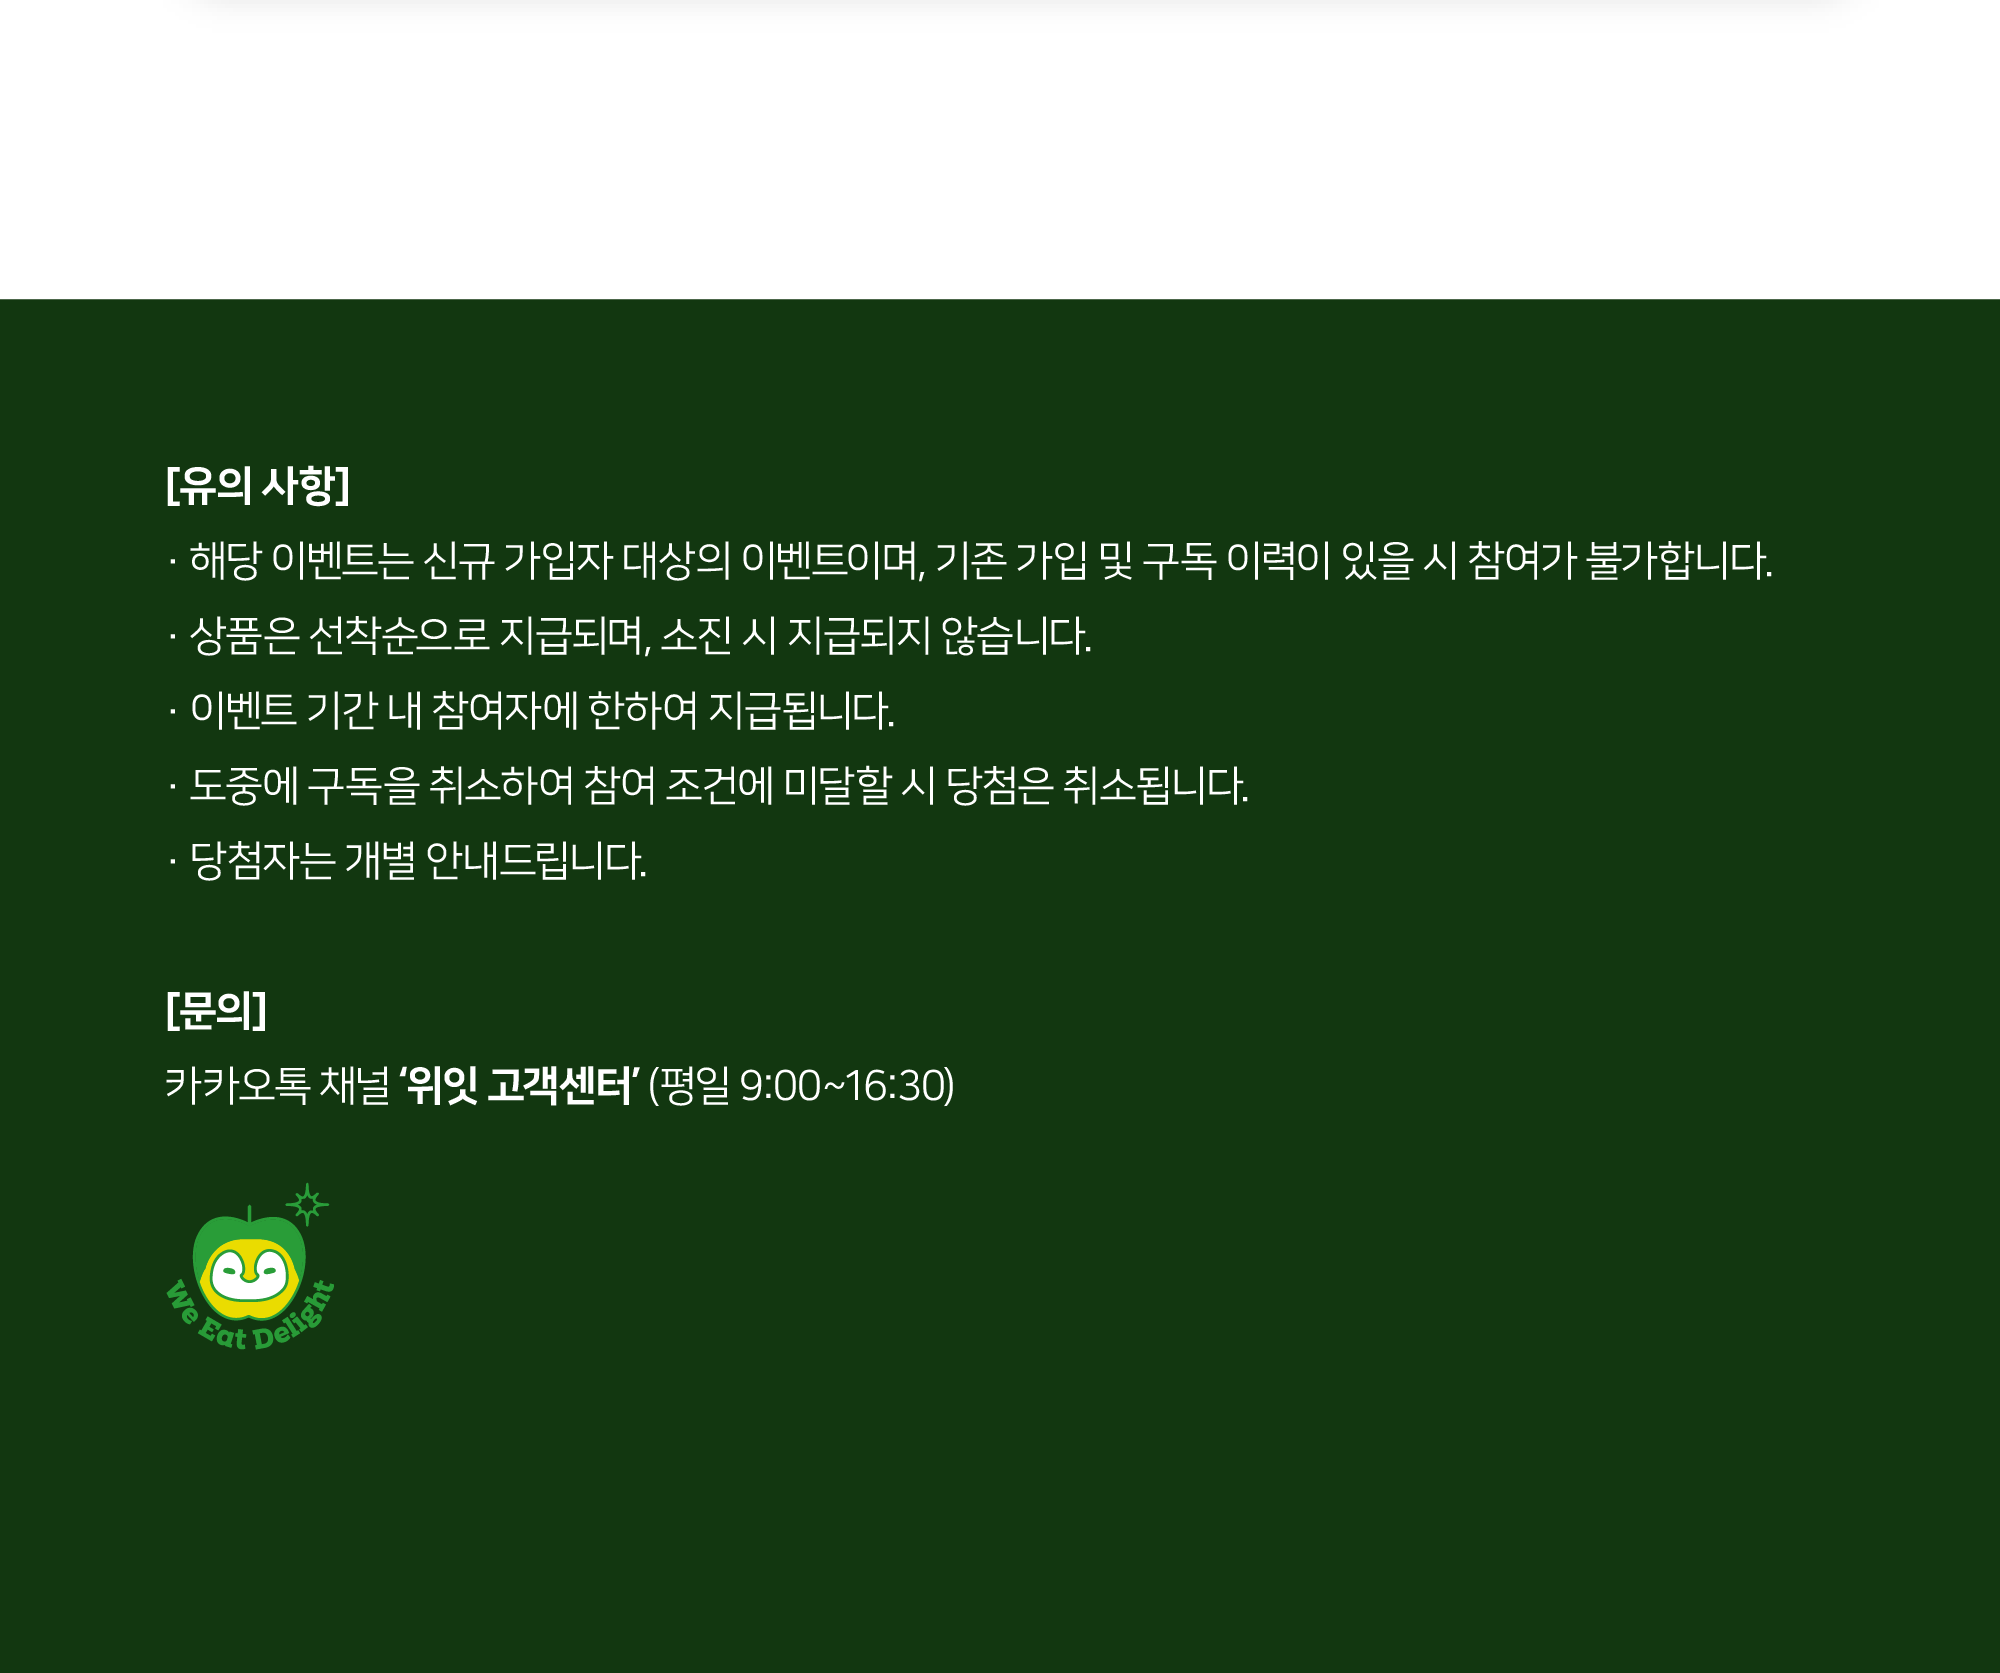 [유의 사항]
· 해당 이벤트는 신규 가입자 대상의 이벤트이며, 기존 가입 및 구독 이력이 있을 시 참여가 불가합니다.
· 상품은 선착순으로 지급되며, 소진 시 지급되지 않습니다.
· 이벤트 기간 내 참여자에 한하여 지급됩니다.
· 도중에 구독을 취소하여 참여 조건에 미달할 시 당첨은 취소됩니다.
· 당첨자는 개별 안내드립니다.
[문의]
카카오톡 채널 ‘위잇 고객센터’ (평일 9:00~16:30)
We Eat Delight